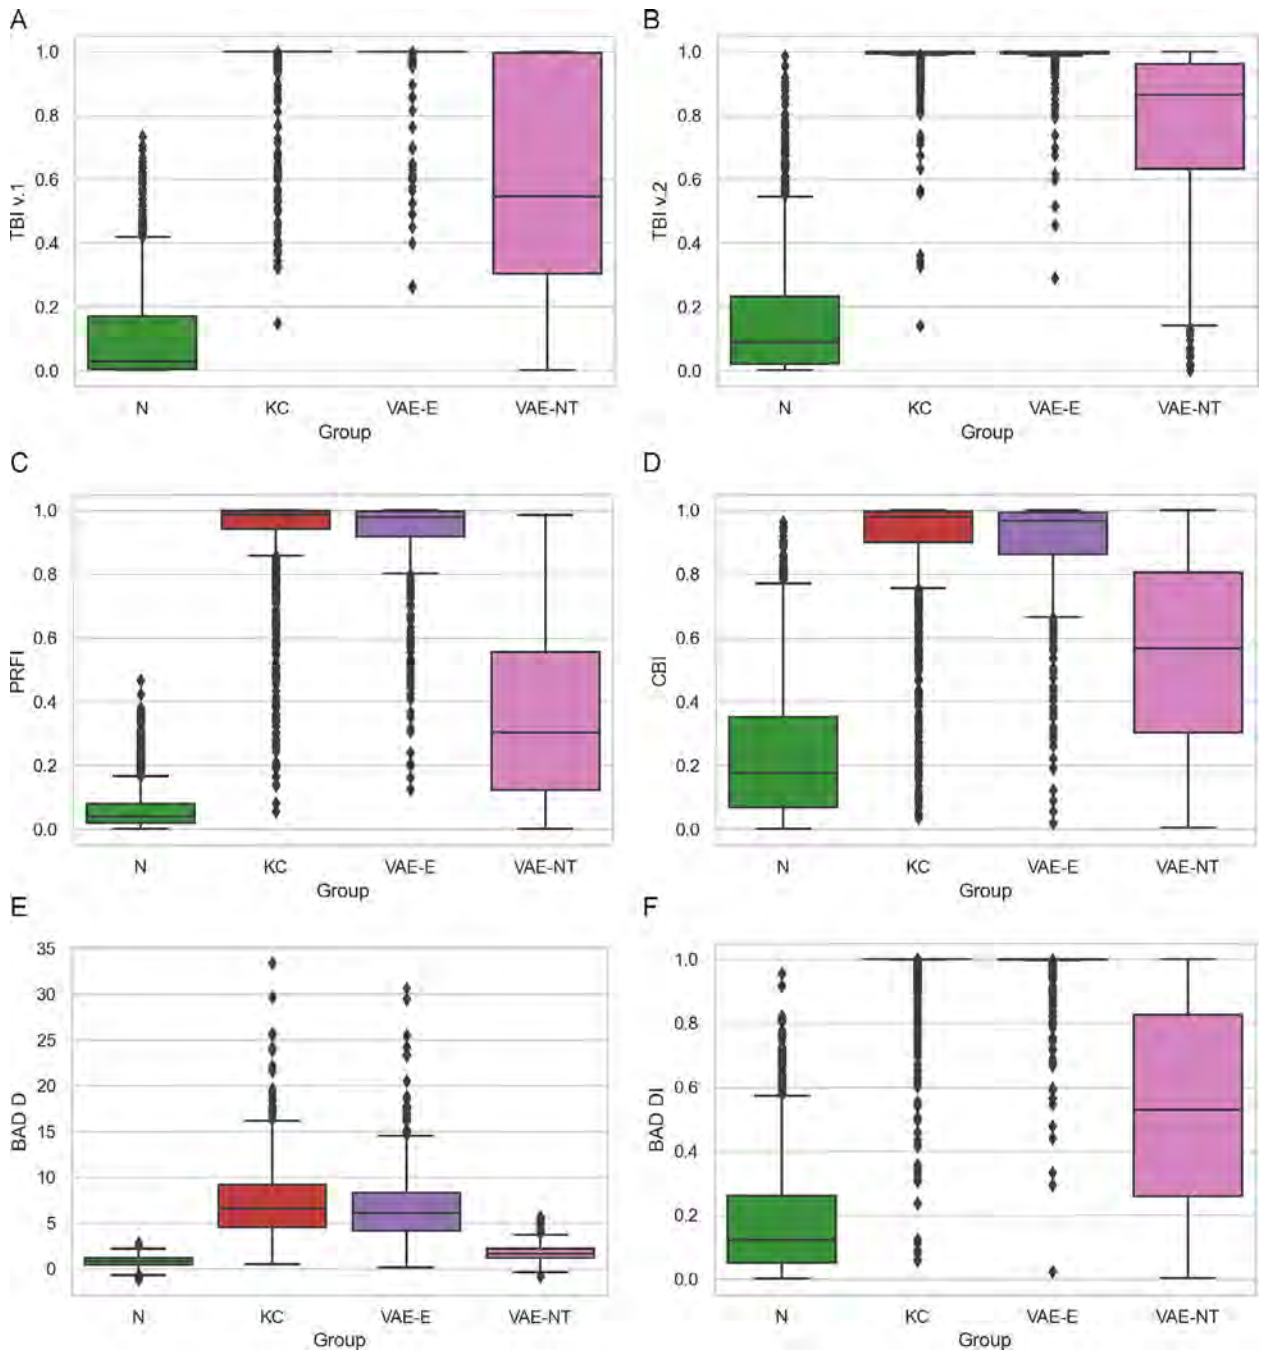 A
TBI v.1
1.0
0.8
0.6
0.4
0.2
0.0
N KC VAE-E VAE-NT
Group
B
TBI v.2
1.0
0.8
0.6
0.4
0.2
0.0
N KC VAE-E VAE-NT
Group
C
PRFI
1.0
0.8
0.6
0.4
0.2
0.0
N KC VAE-E VAE-NT
Group
D
CBI
1.0
0.8
0.6
0.4
0.2
0.0
N KC VAE-E VAE-NT
Group
E
BAD D
35
30
25
20
15
10
5
0
N KC VAE-E VAE-NT
Group
F
BAD DI
1.0
0.8
0.6
0.4
0.2
0.0
N KC VAE-E VAE-NT
Group